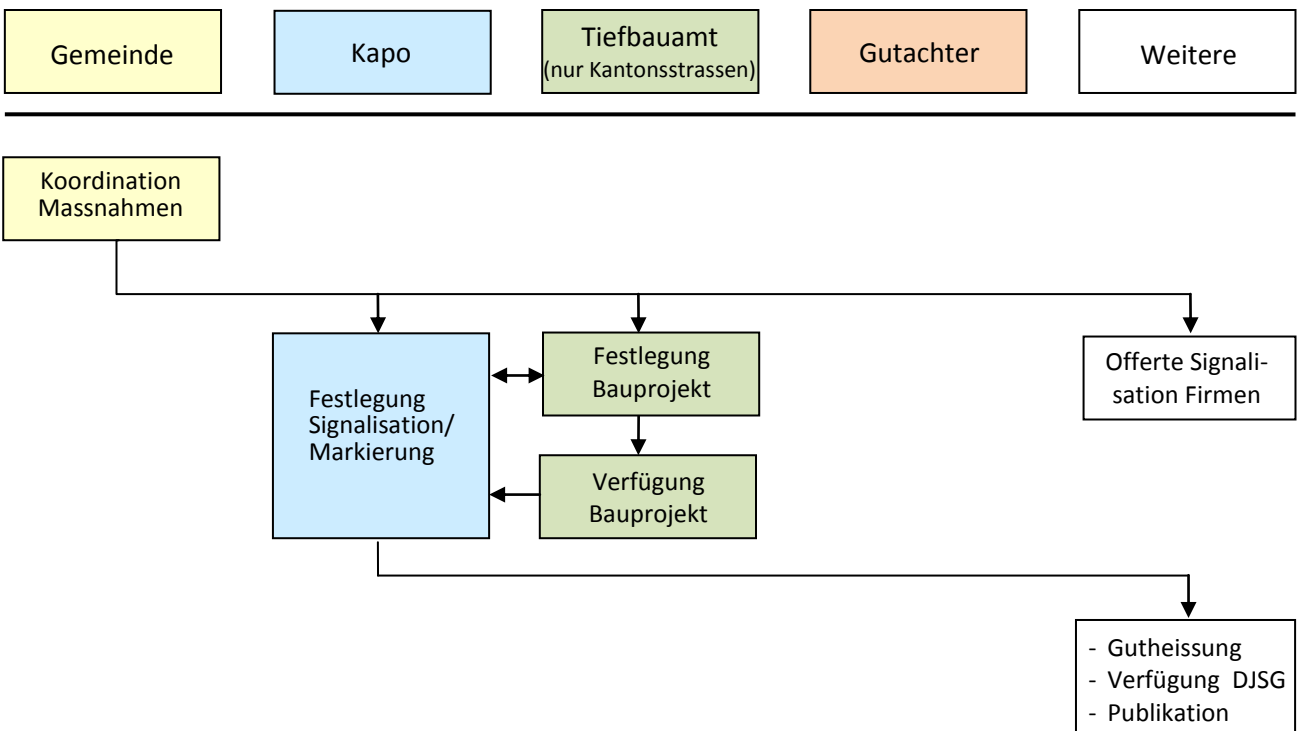 Gemeinde
Kapo
Tiefbauamt
(nur Kantonsstrassen)
Gutachter
Weitere
Koordination
Massnahmen
Festlegung
Signalisation/
Markierung
Festlegung
Bauprojekt
Offerte Signali-
sation Firmen
Verfügung
Bauprojekt
- Gutheissung
- Verfügung DJSG
- Publikation